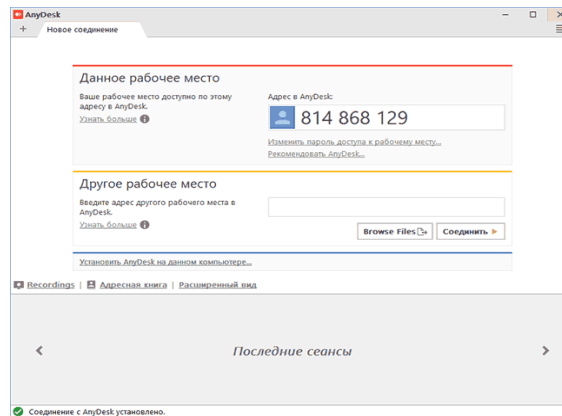 AnyDesk
Новое соединение
Данное рабочее место
Ваше рабочее место доступно по этому
адресу в AnyDesk.
Узнать больше
Адрес в AnyDesk:
814 868 129
Изменить пароль доступа к рабочему месту...
Рекомендовать AnyDesk...
Другое рабочее место
Введите адрес другого рабочего места в
AnyDesk.
Узнать больше
Browse Files
Соединить
Установить AnyDesk на данном компьютере...
Recordings | Адресная книга | Расширенный вид
Последние сеансы
Соединение с AnyDesk установлено.